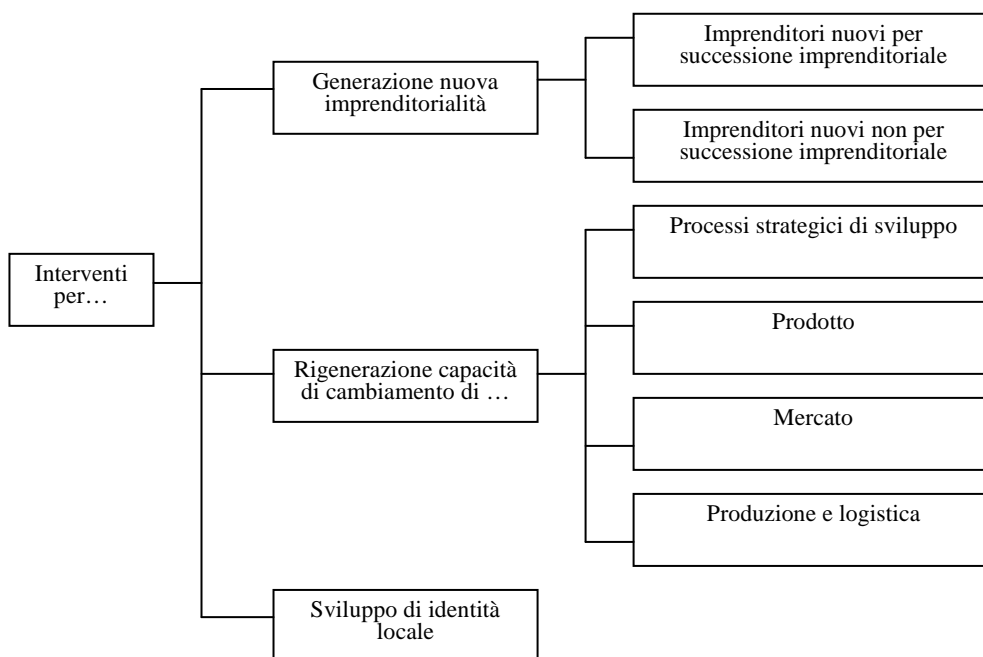 Imprenditori nuovi per
successione imprenditoriale
Generazione nuova
imprenditorialità
Imprenditori nuovi non per
successione imprenditoriale
Processi strategici di sviluppo
Interventi
per…
Prodotto
Rigenerazione capacità
di cambiamento di …
Mercato
Produzione e logistica
Sviluppo di identità
locale